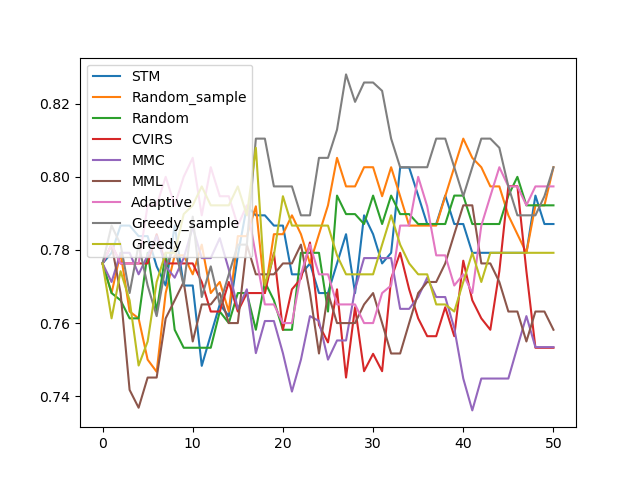 STM
Random_sample
Random
CVIRS
MMC
MML
Adaptive
Greedy_sample
Greedy
0.82
0.80
0.78
0.76
0.74
0 10 20 30 40 50